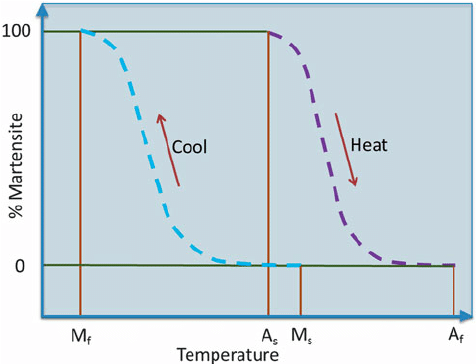 100
% Martensite
Cool
Heat
0
Mf
As
Ms
Af
Temperature